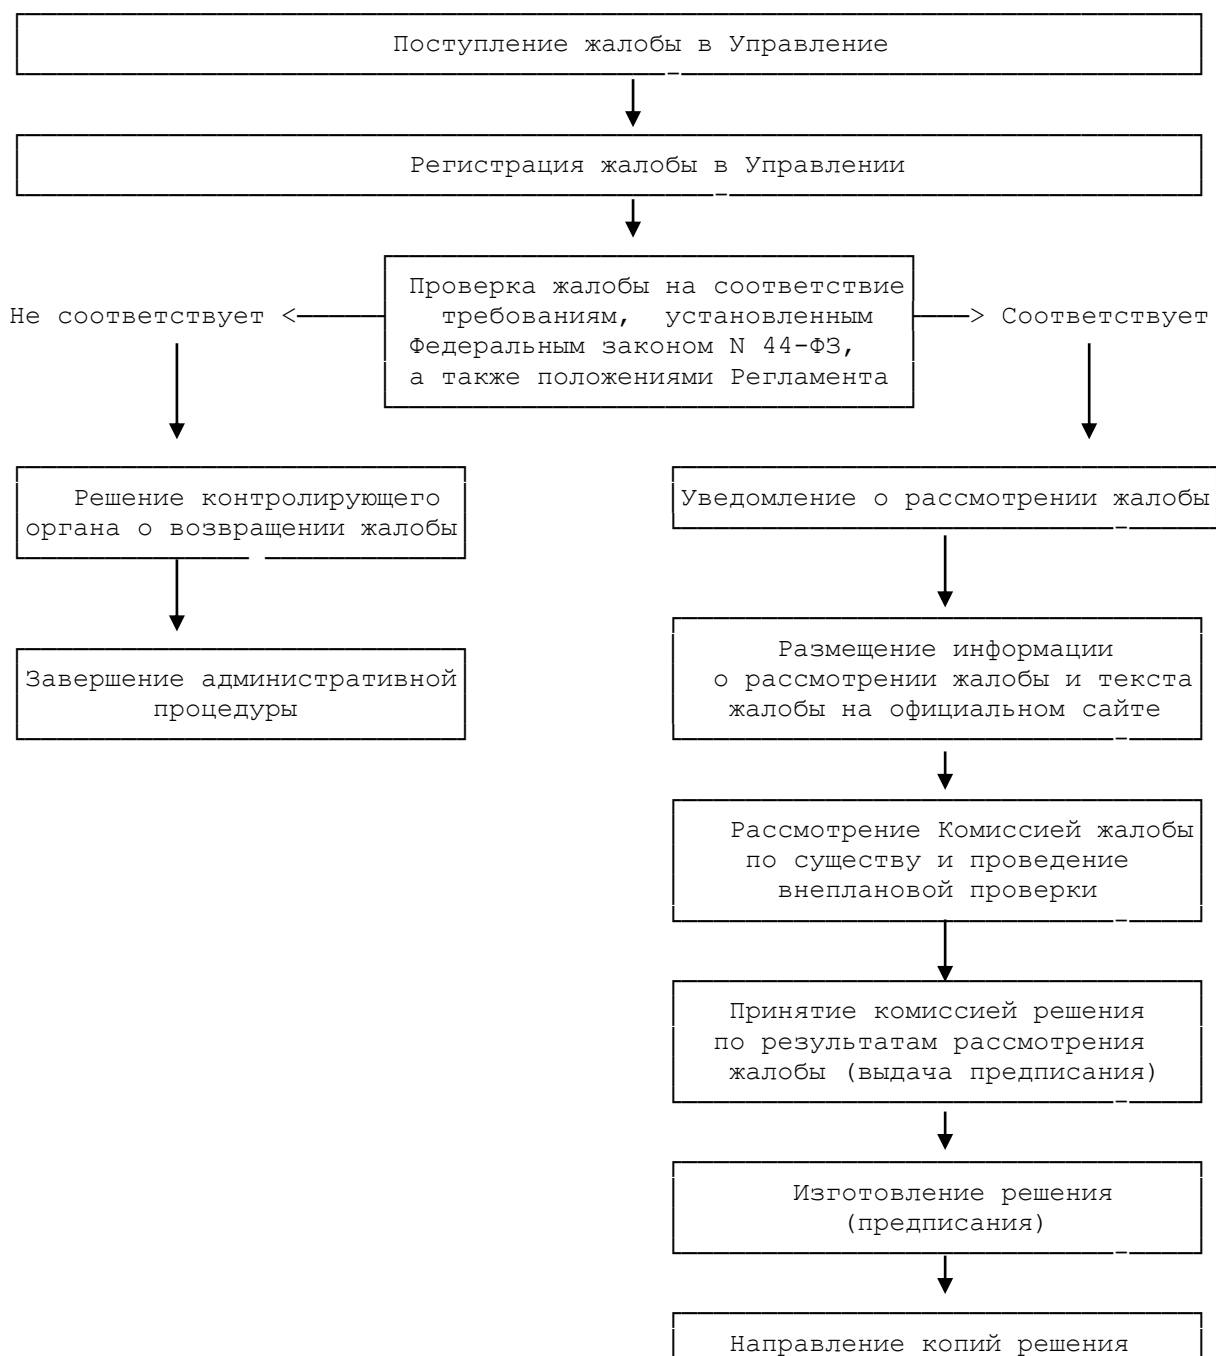 Поступление жалобы в Управление
Регистрация жалобы в Управлении
Проверка жалобы на соответствие
требованиям, установленным
Федеральным законом N 44-ФЗ,
а также положениями Регламента
Не соответствует <
> Соответствует
Решение контролирующего
органа о возвращении жалобы
Завершение административной
процедуры
Уведомление о рассмотрении жалобы
Размещение информации
о рассмотрении жалобы и текста
жалобы на официальном сайте
Рассмотрение Комиссией жалобы
по существу и проведение
внеплановой проверки
Принятие комиссией решения
по результатам рассмотрения
жалобы (выдача предписания)
Изготовление решения
(предписания)
Направление копий решения